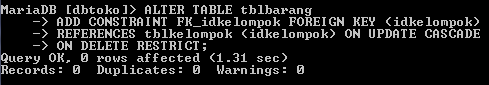 MariaDB [dbtoko]> ALTER TABLE tblbarang
    -> ADD CONSTRAINT FK_idkelompok FOREIGN KEY (idkelompok)
    -> REFERENCES tblkelompok (idkelompok) ON UPDATE CASCADE
    -> ON DELETE RESTRICT;
Query OK, 0 rows affected (1.31 sec)
Records: 0  Duplicates: 0  Warnings: 0